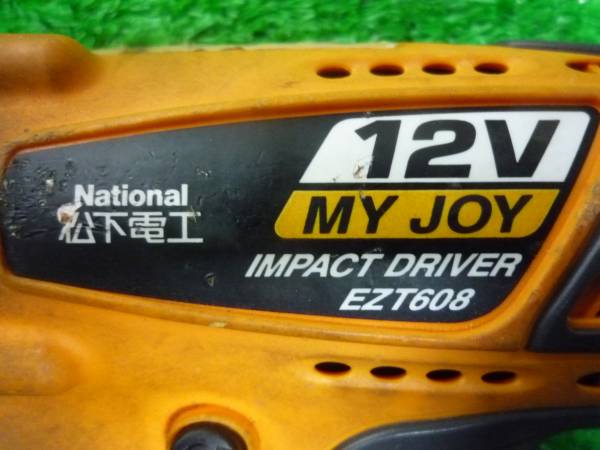 National
松下電工
12V
MY JOY
IMPACT DRIVER
EZT608